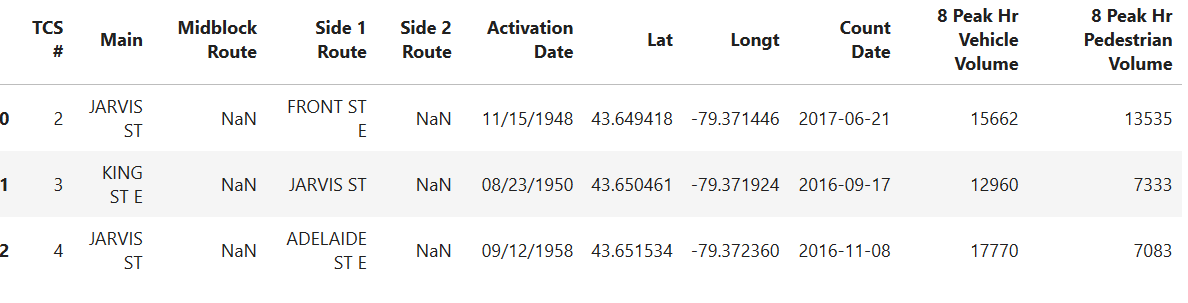 TCS # Main Midblock Route Side 1 Route Side 2 Route Activation Date Lat Longt Count Date 8 Peak Hr Vehicle Volume 8 Peak Hr Pedestrian Volume
0 2 JARVIS ST NaN FRONT ST E NaN 11/15/1948 43.649418 -79.371446 2017-06-21 15662 13535
1 3 KING ST E NaN JARVIS ST NaN 08/23/1950 43.650461 -79.371924 2016-09-17 12960 7333
2 4 JARVIS ST NaN ADELAIDE ST E NaN 09/12/1958 43.651534 -79.372360 2016-11-08 17770 7083